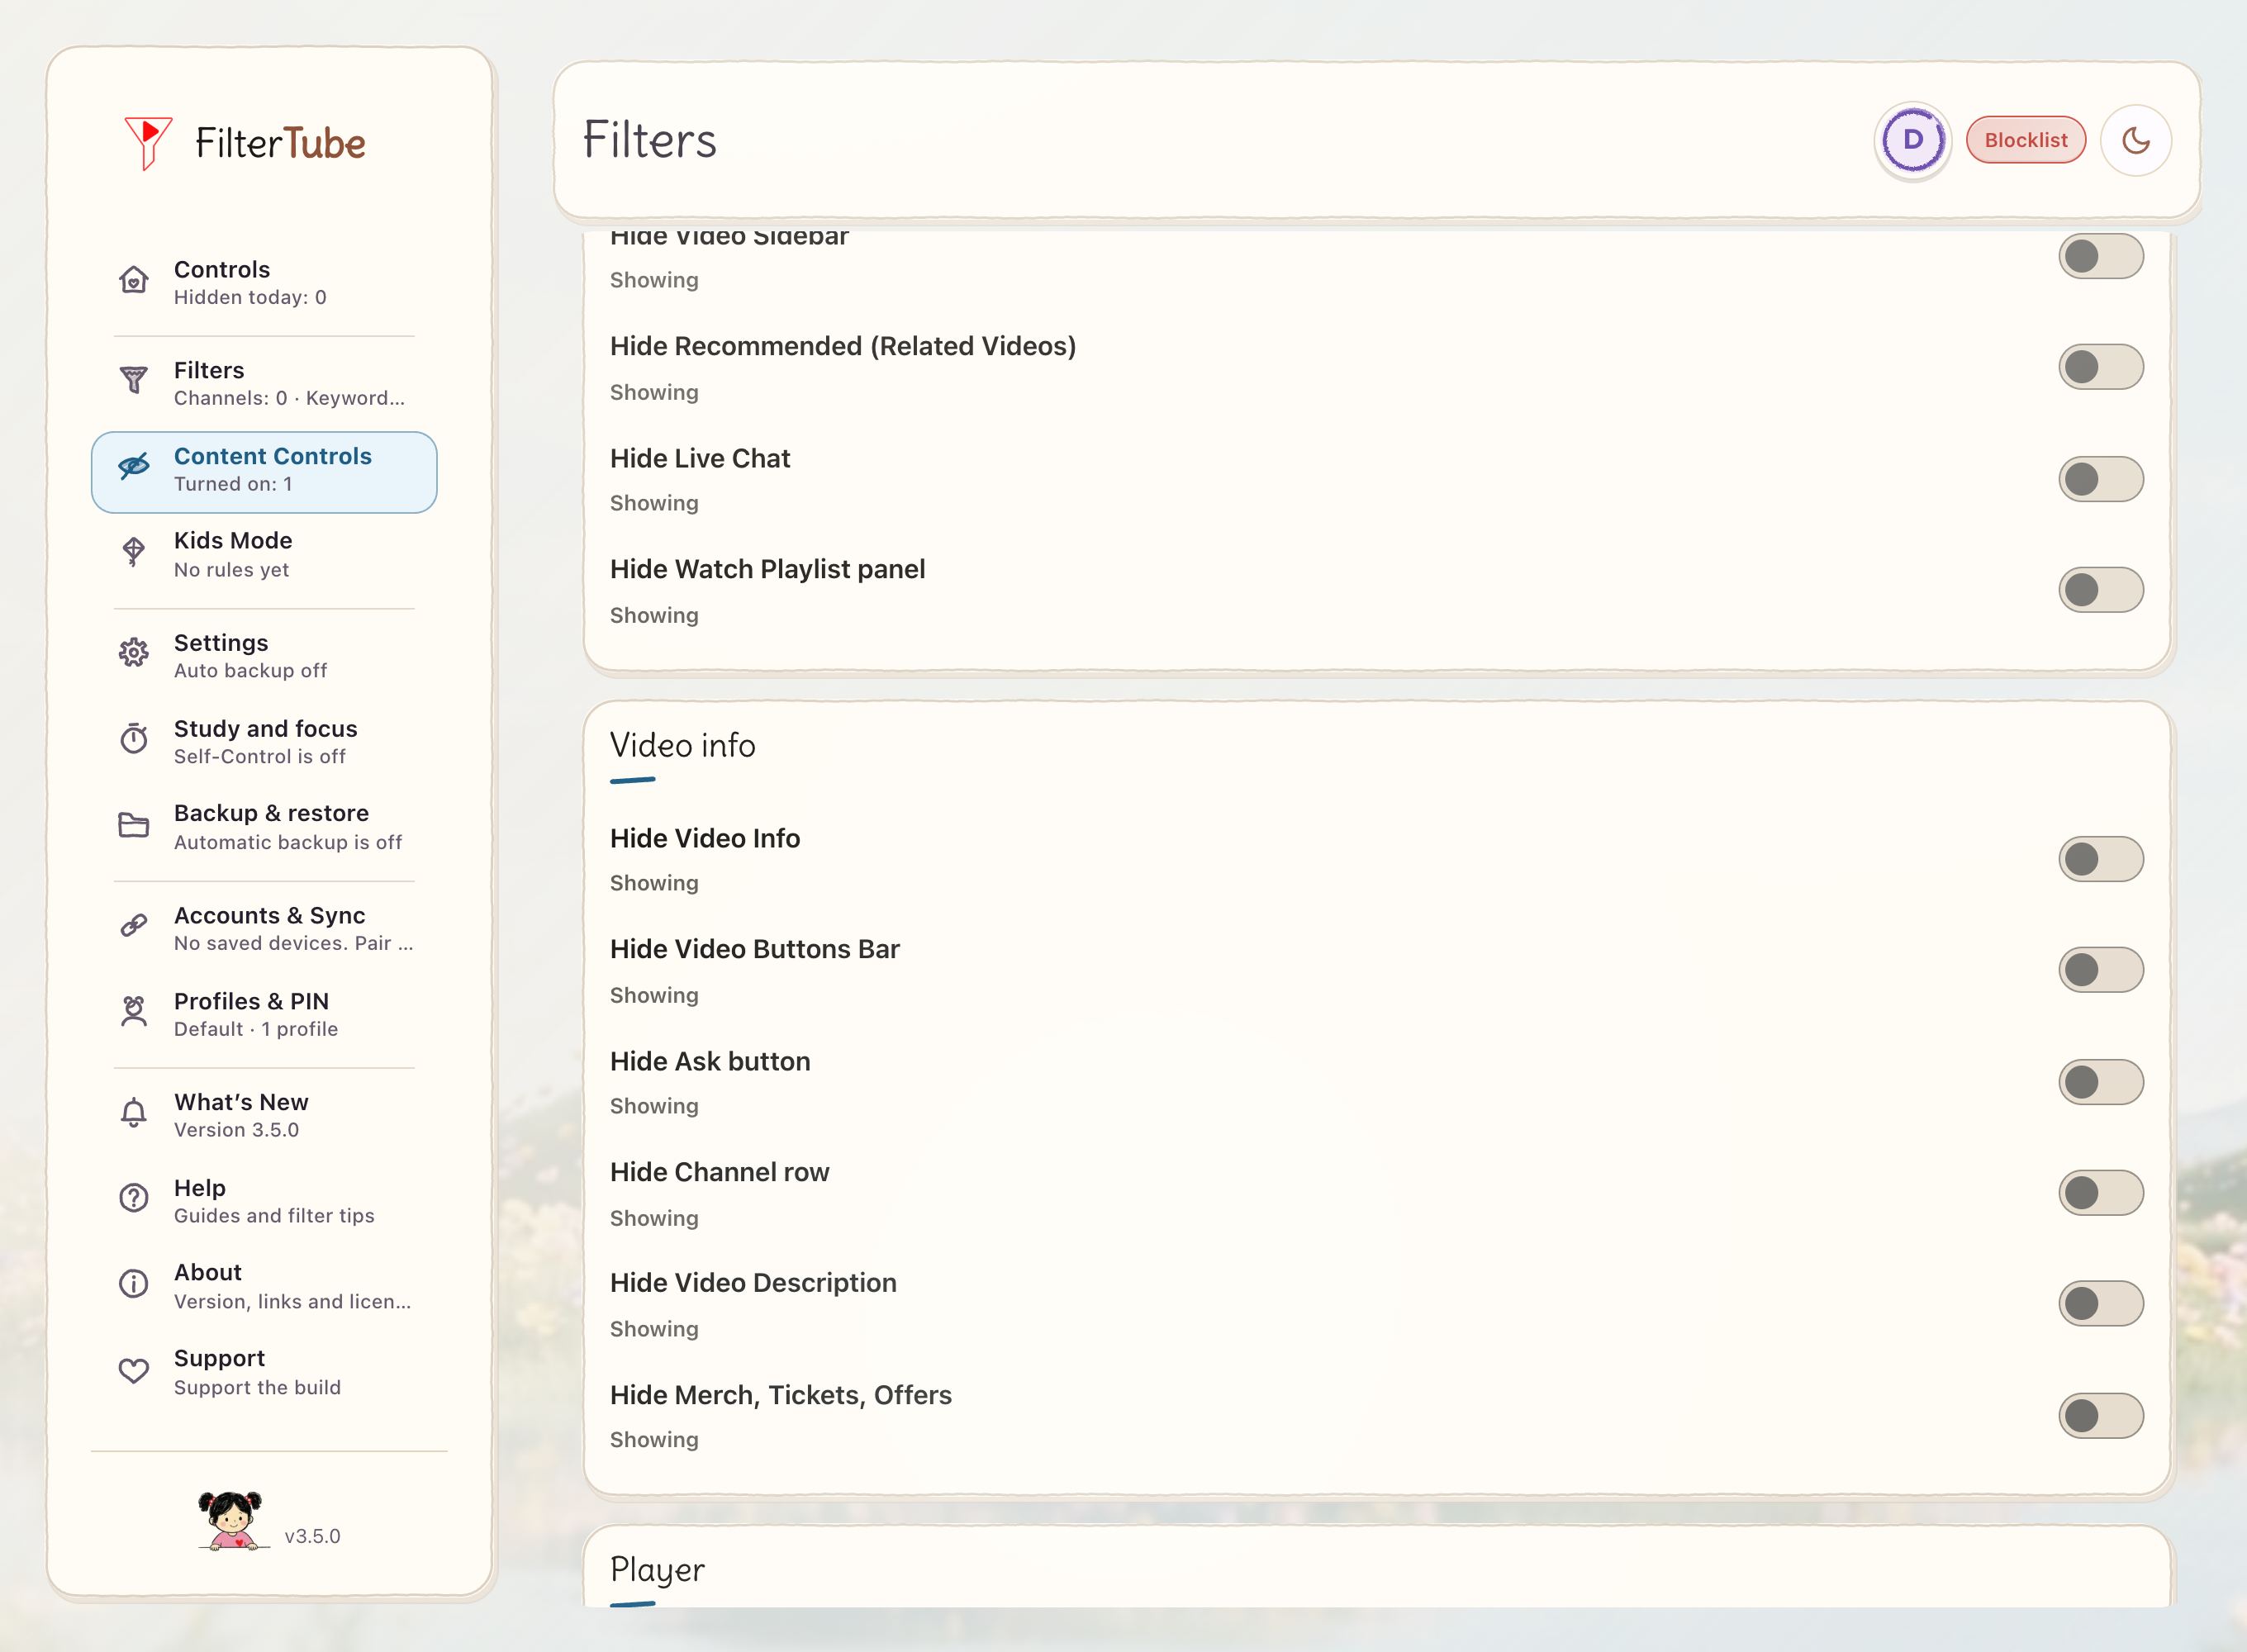 FilterTube
Controls
Hidden today: 0
Filters
Channels: 0 · Keyword...
Content Controls
Turned on: 1
Kids Mode
No rules yet
Settings
Auto backup off
Study and focus
Self-Control is off
Backup & restore
Automatic backup is off
Accounts & Sync
No saved devices. Pair ...
Profiles & PIN
Default · 1 profile
What’s New
Version 3.5.0
Help
Guides and filter tips
About
Version, links and licen...
Support
Support the build
v3.5.0
Filters
D
Blocklist
Hide Video Sidebar
Showing
Hide Recommended (Related Videos)
Showing
Hide Live Chat
Showing
Hide Watch Playlist panel
Showing
Video info
Hide Video Info
Showing
Hide Video Buttons Bar
Showing
Hide Ask button
Showing
Hide Channel row
Showing
Hide Video Description
Showing
Hide Merch, Tickets, Offers
Showing
Player